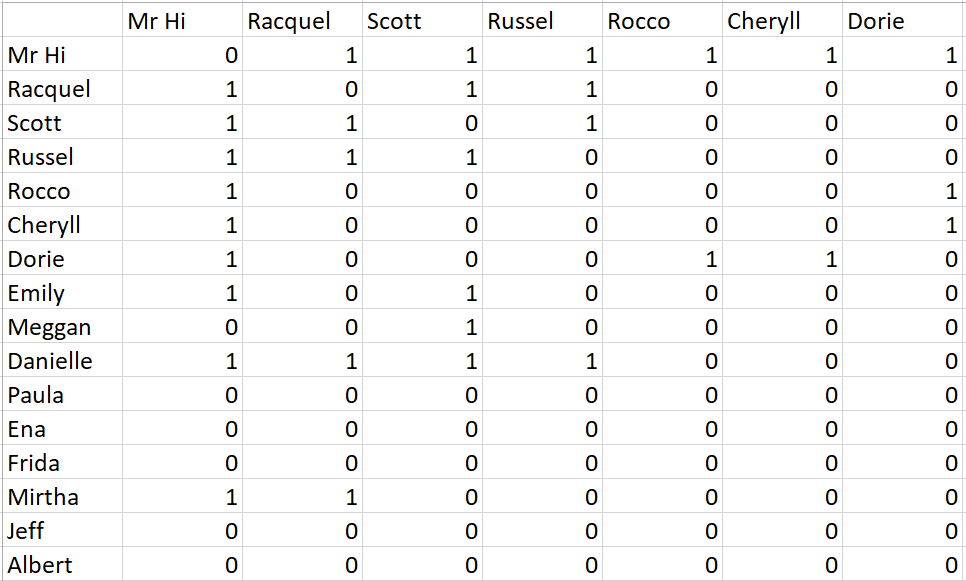 Mr Hi Racquel Scott Russel Rocco Cheryll Dorie
Mr Hi 0 1 1 1 1 1 1
Racquel 1 0 1 1 0 0 0
Scott 1 1 0 1 0 0 0
Russel 1 1 1 0 0 0 0
Rocco 1 0 0 0 0 0 1
Cheryll 1 0 0 0 0 0 1
Dorie 1 0 0 0 1 1 0
Emily 1 0 1 0 0 0 0
Meggan 0 0 1 0 0 0 0
Danielle 1 1 1 1 0 0 0
Paula 0 0 0 0 0 0 0
Ena 0 0 0 0 0 0 0
Frida 0 0 0 0 0 0 0
Mirtha 1 1 0 0 0 0 0
Jeff 0 0 0 0 0 0 0
Albert 0 0 0 0 0 0 0